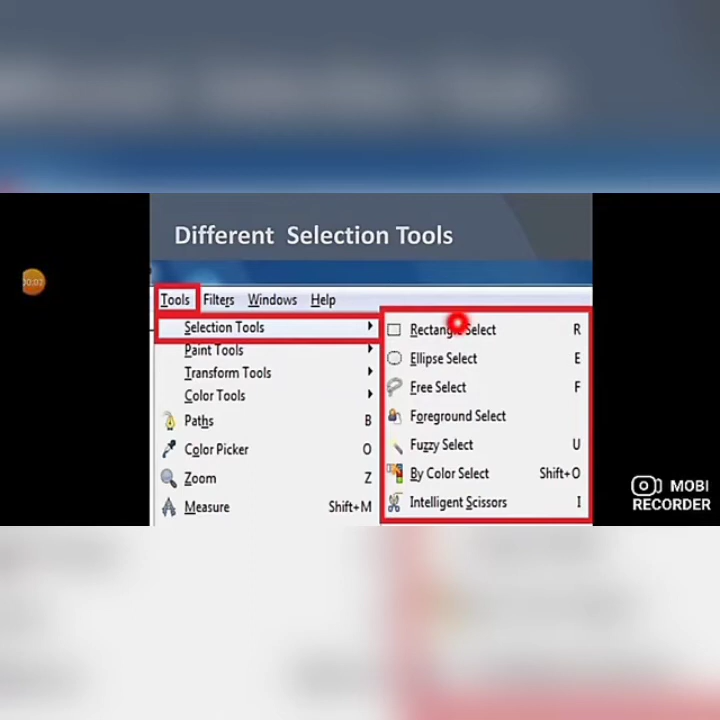 Different Selection Tools
Tools Filters Windows Help
Selection Tools
Paint Tools
Transform Tools
Color Tools
Paths B
Color Picker O
Zoom Z
Measure Shift+M
Rectangle Select R
Ellipse Select E
Free Select F
Foreground Select
Fuzzy Select U
By Color Select Shift+O
Intelligent Scissors I
MOBI
RECORDER